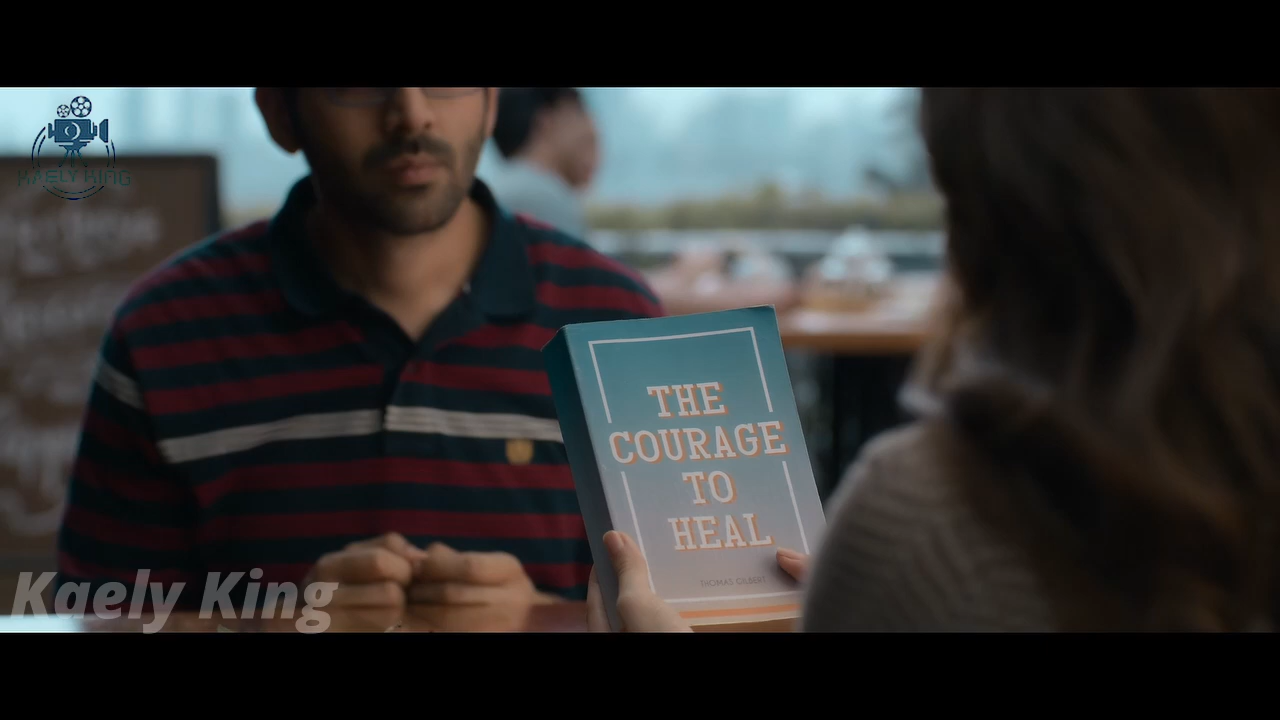 KAELY KING
THE
COURAGE
TO
HEAL
THOMAS GILBERT
Kaely King